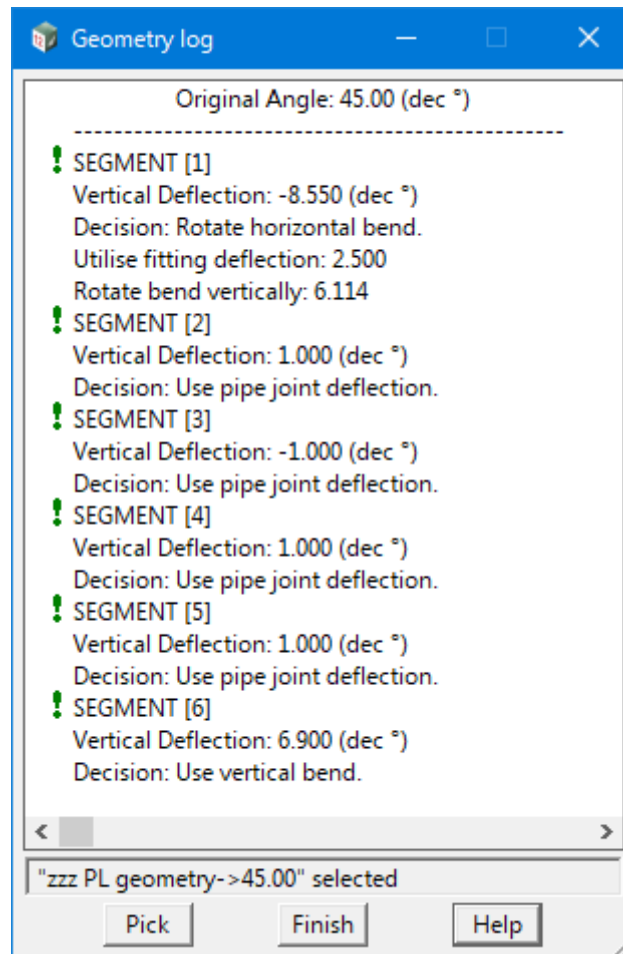 Geometry log
Original Angle: 45.00 (dec °)
-------------------------------------------------
SEGMENT [1]
Vertical Deflection: -8.550 (dec °)
Decision: Rotate horizontal bend.
Utilise fitting deflection: 2.500
Rotate bend vertically: 6.114
SEGMENT [2]
Vertical Deflection: 1.000 (dec °)
Decision: Use pipe joint deflection.
SEGMENT [3]
Vertical Deflection: -1.000 (dec °)
Decision: Use pipe joint deflection.
SEGMENT [4]
Vertical Deflection: 1.000 (dec °)
Decision: Use pipe joint deflection.
SEGMENT [5]
Vertical Deflection: 1.000 (dec °)
Decision: Use pipe joint deflection.
SEGMENT [6]
Vertical Deflection: 6.900 (dec °)
Decision: Use vertical bend.
"zzz PL geometry->45.00" selected
Pick Finish Help